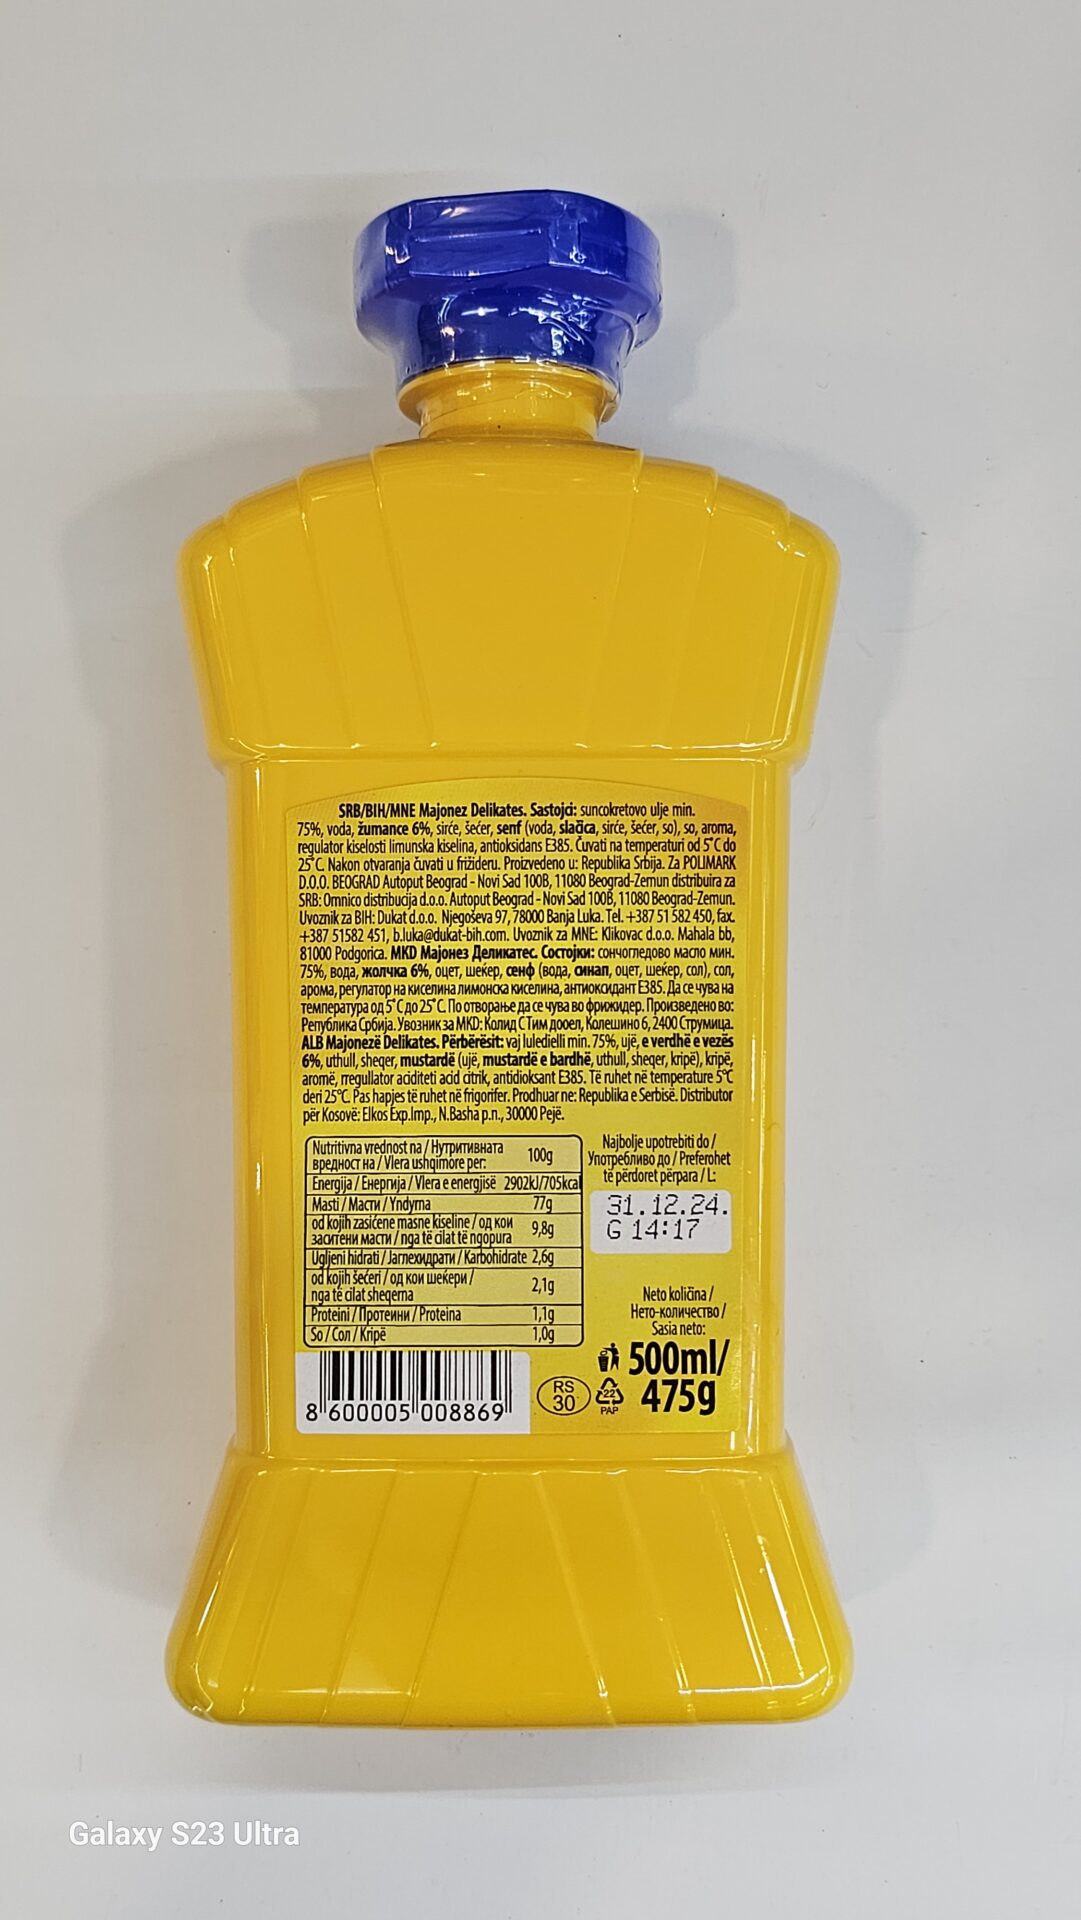 SRB/BIH/MNE Majonez Delikates. Sastojci: suncokretovo ulje min.
75%, voda, žumance 6%, sirće, šećer, senf (voda, slačica, sirće, šećer, so), so, aroma,
regulator kiselosti limunska kiselina, antioksidans E385. Čuvati na temperaturi od 5°C do
25°C. Nakon otvaranja čuvati u frižideru. Proizvedeno u: Republika Srbija. Za POLIMARK
D.O.O. BEOGRAD Autoput Beograd - Novi Sad 100B, 11080 Beograd-Zemun distribuira za
SRB: Omnico distribucija d.o.o. Autoput Beograd - Novi Sad 100B, 11080 Beograd-Zemun.
Uvoznik za BIH: Dukat d.o.o. Njegoševa 97, 78000 Banja Luka. Tel. +387 51 582 450, fax.
+387 51582 451, b.luka@dukat-bih.com. Uvoznik za MNE: Klikovac d.o.o. Mahala bb,
81000 Podgorica. MKD Мајонез Деликатес. Состојки: сончогледово масло мин.
75%, вода, жолчка 6%, оцет, шеќер, сенф (вода, синап, оцет, шеќер, сол), сол,
арома, регулатор на киселина лимонска киселина, антиоксидант Е385. Да се чува на
температура од 5°С до 25°С. По отворање да се чува во фрижидер. Произведено во:
Република Србија. Увозник за MKD: Колид С Тим дооел, Колешино 6, 2400 Струмица.
ALB Majonezë Delikates. Përbërësit: vaj luledielli min. 75%, ujë, e verdhë e vezës
6%, uthull, sheqer, mustardë (ujë, mustardë e bardhë, uthull, sheqer, kripë), kripë,
aromë, rregullator aciditeti acid citrik, antidioksant E385. Të ruhet në temperature 5°C
deri 25°C. Pas hapjes të ruhet në frigorifer. Prodhuar ne: Republika e Serbisë. Distributor
për Kosovë: Elkos Exp.Imp., N.Basha p.n., 30000 Pejë.
Nutritivna vrednost na / Нутритивната
вредност на / Vlera ushqimore per: 100g
Energija / Енергија / Vlera e energjisë 2902kJ/705kcal
Masti / Масти / Yndyrna 77g
od kojih zasićene masne kiseline / од кои
заситени масти / nga të cilat të ngopura 9,8g
Ugljeni hidrati / Јаглехидрати / Karbohidrate 2,6g
od kojih šećeri / од кои шеќери /
nga të cilat sheqerna 2,1g
Proteini / Протеини / Proteina 1,1g
So / Сол / Kripë 1,0g
Najbolje upotrebiti do /
Употребливо до / Preferohet
të përdoret përpara / L:
31.12.24.
G 14:17
Neto količina /
Нето-количество /
Sasia neto:
500ml/
475g
8 600005 008869
RS
30
22
PAP
Galaxy S23 Ultra